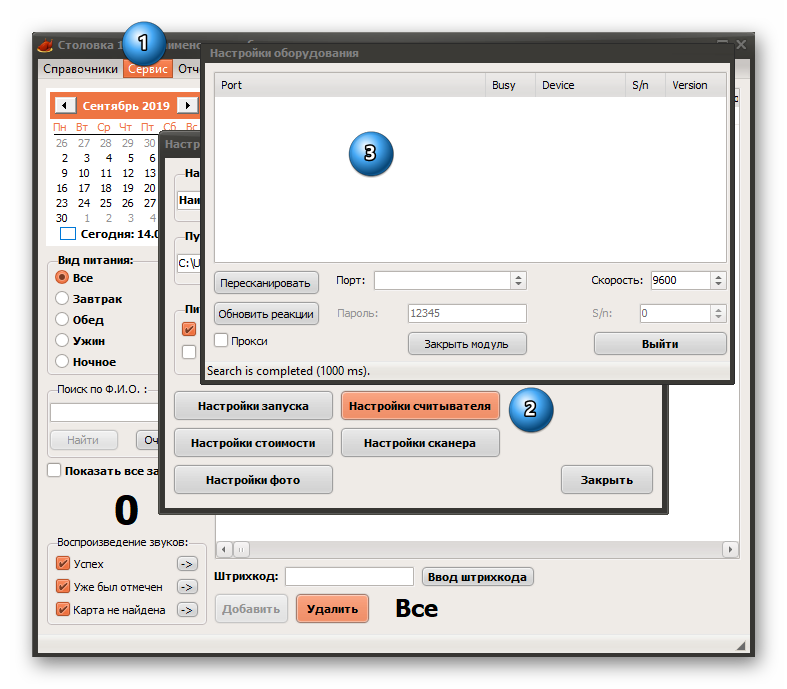 Столовка 1
1
Справочники Сервис Отч
Настройки оборудования
Port Busy Device S/n Version
3
Пересканировать Порт: Скорость: 9600
Обновить реакции Пароль: 12345 S/n: 0
Прокси Закрыть модуль Выйти
Search is completed (1000 ms).
Сентябрь 2019
Пн Вт Ср Чт Пт Сб Вс
26 27 28 29 30
2 3 4 5 6
9 10 11 12 13
16 17 18 19 20
23 24 25 26 27
30 1 2 3 4
Сегодня: 14.0
Настр
На
Наи
Пу
C:\U
Пи
Вид питания:
Все
Завтрак
Обед
Ужин
Ночное
Поиск по Ф.И.О. :
Найти Оч
Показать все за
0
Настройки запуска Настройки считывателя 2
Настройки стоимости Настройки сканера
Настройки фото Закрыть
Воспроизведение звуков:
Успех ->
Уже был отмечен ->
Карта не найдена ->
Штрихкод: Ввод штрихкода
Добавить Удалить Все